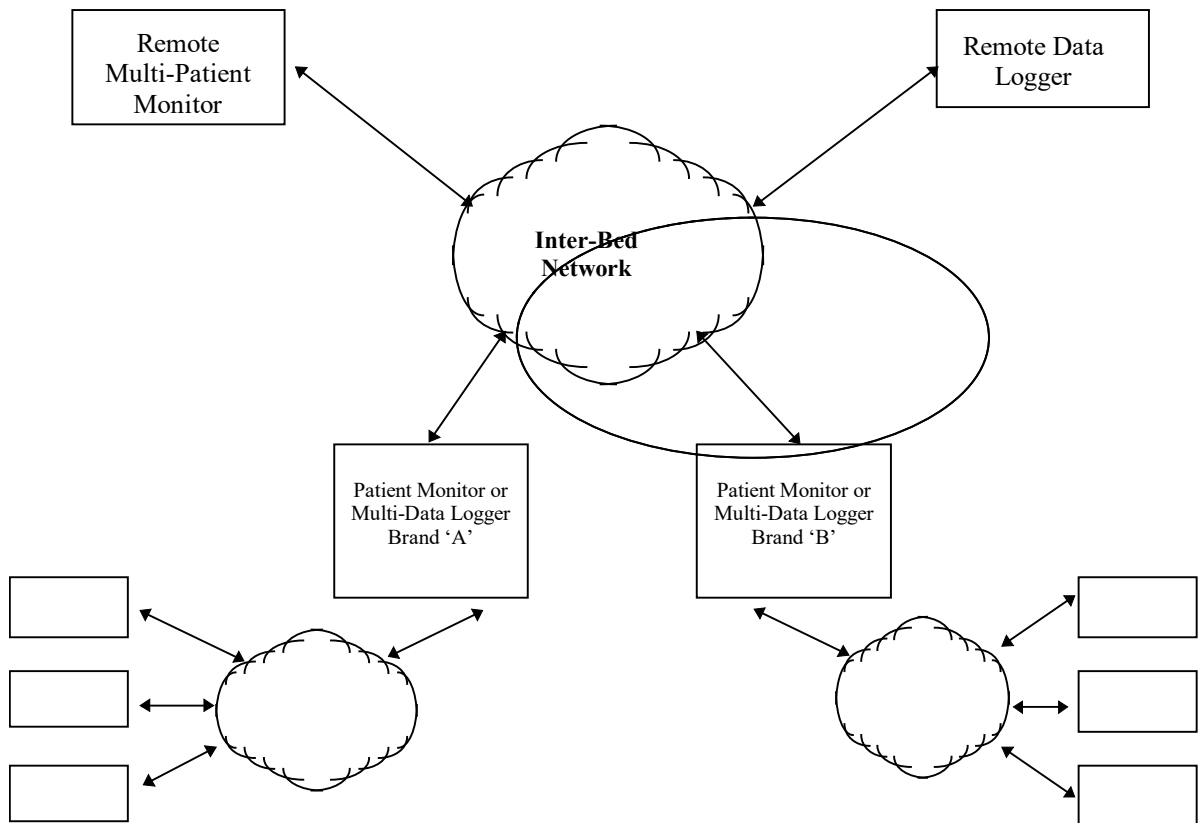 Remote
Multi-Patient
Monitor
Remote Data
Logger
Inter-Bed
Network
Patient Monitor or
Multi-Data Logger
Brand ‘A’
Patient Monitor or
Multi-Data Logger
Brand ‘B’